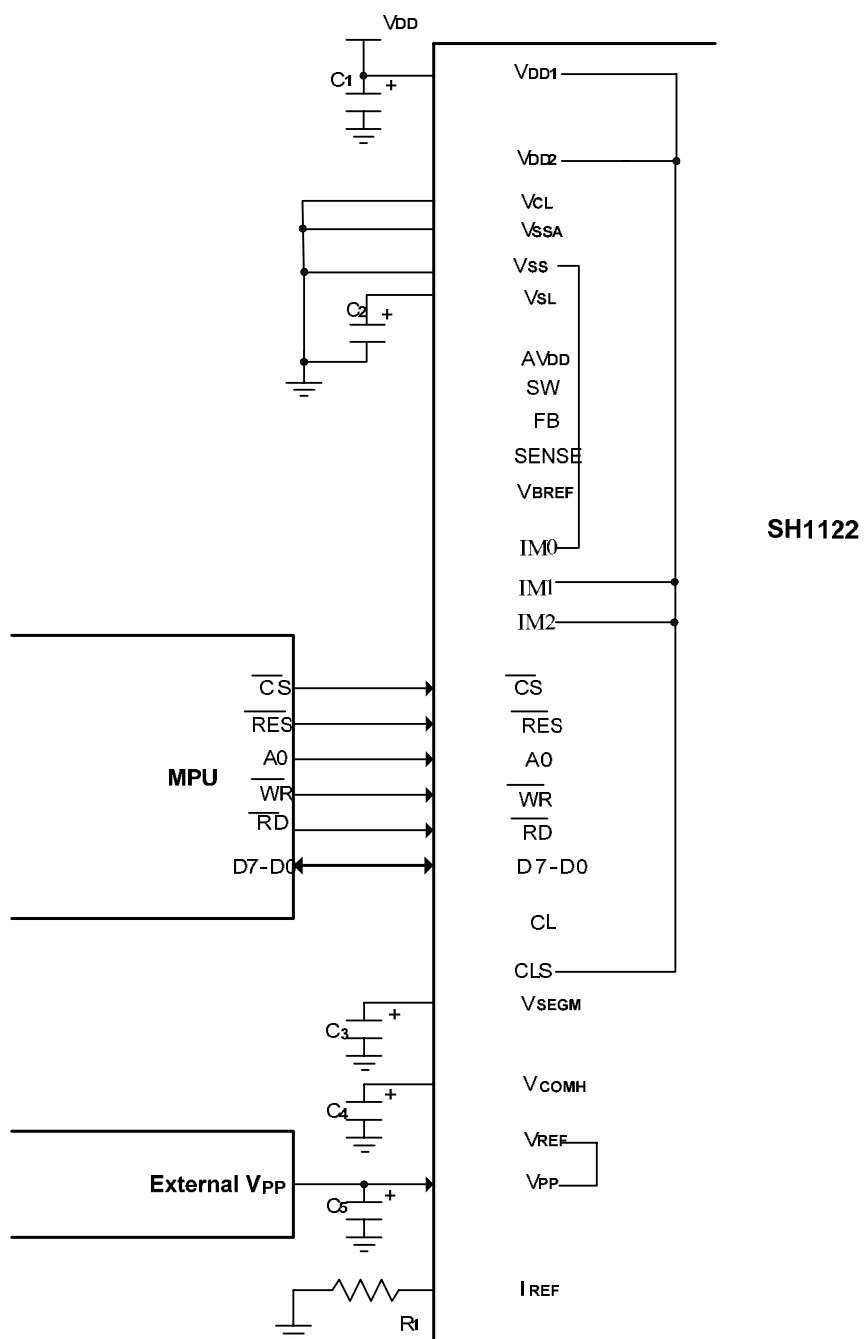 VDD
C1 +
VDD1
VDD2
VCL
VSSA
VSS
VSL
C2 +
AVDD
SW
FB
SENSE
VBREF
SH1122
IM0
IM1
IM2
CS CS
RES RES
A0 A0
MPU
WR WR
RD RD
D7-D0 D7-D0
CL
CLS
VSEGM
C3 +
VCOMH
C4 +
VREF
External VPP
VPP
C5 +
IREF
R1